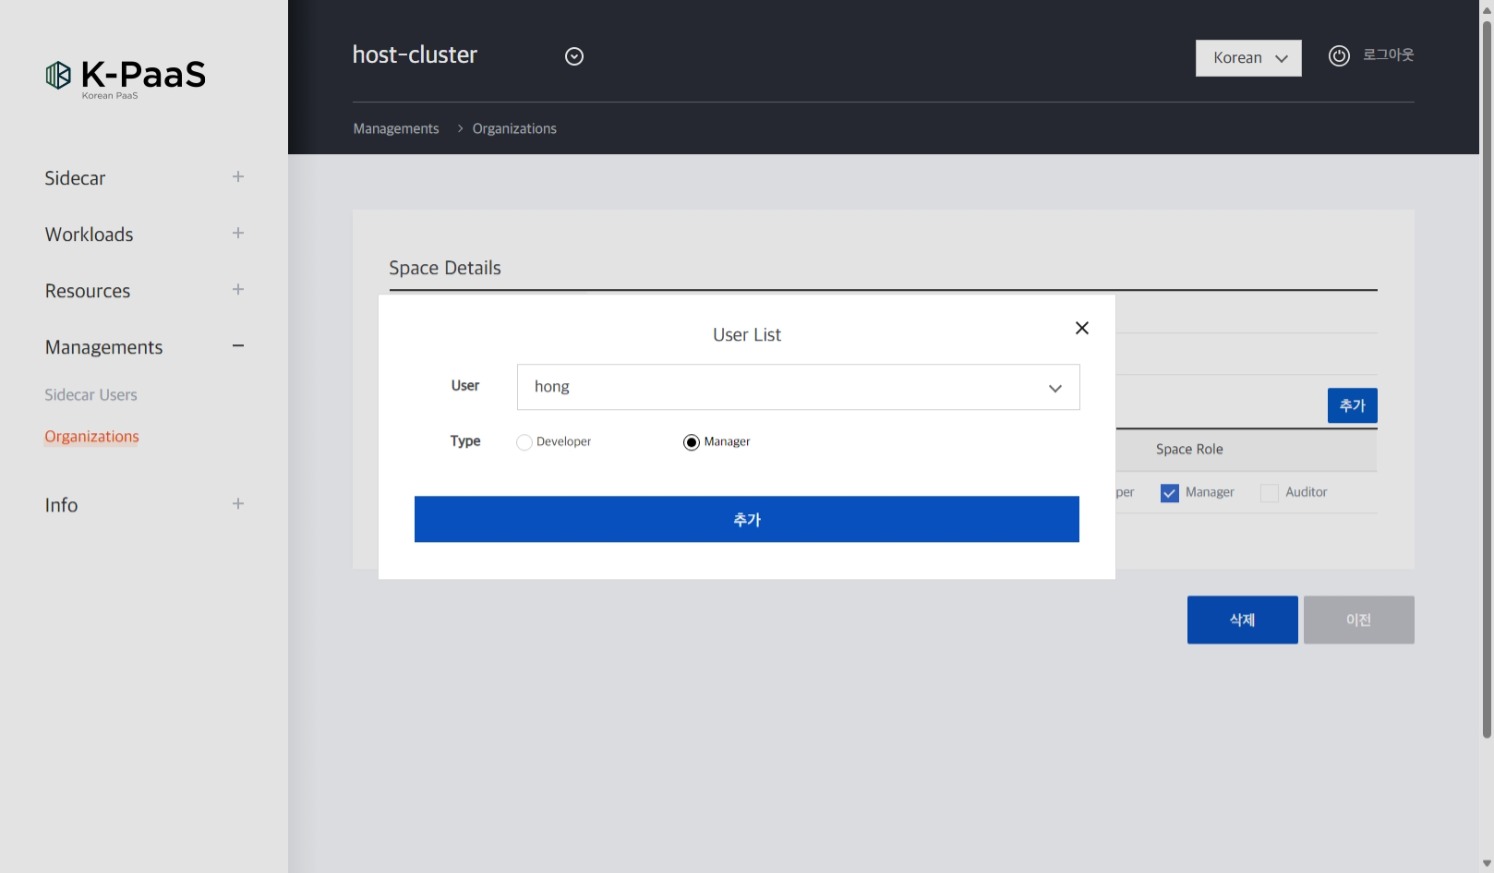 K-PaaS
Korean PaaS
host-cluster
Korean
로그아웃
Managements > Organizations
Sidecar
Workloads
Resources
Managements
Sidecar Users
Organizations
Info
Space Details
User List
User
hong
Type
Developer
Manager
추가
추가
Space Role
per
Manager
Auditor
삭제
이전